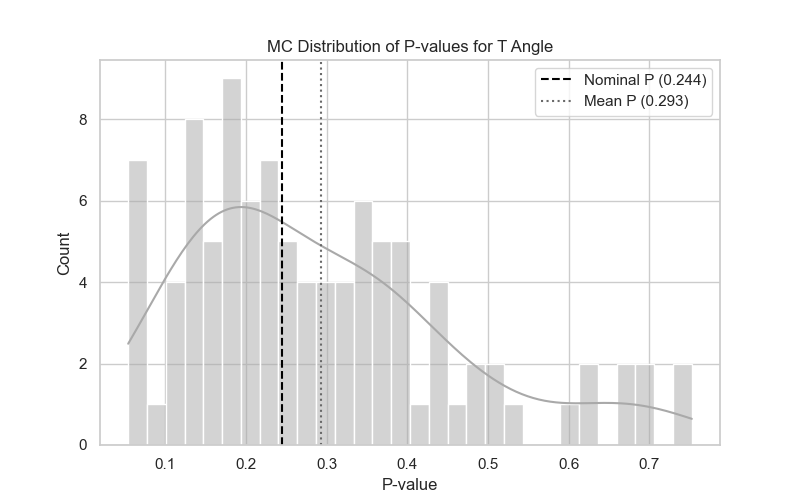 MC Distribution of P-values for T Angle
Nominal P (0.244)
Mean P (0.293)
Count
8
6
4
2
0
0.1 0.2 0.3 0.4 0.5 0.6 0.7
P-value